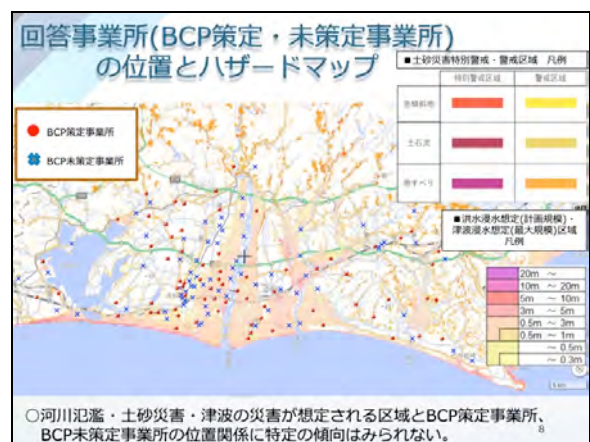 回答事業所(BCP策定・未策定事業所)
の位置とハザードマップ
■土砂災害特別警戒・警戒区域 凡例
特別警戒区域 警戒区域
急傾斜地
土石流
地すべり
BCP策定事業所
BCP未策定事業所
■洪水浸水想定(計画規模)・
津波浸水想定(最大規模)区域
凡例
20m ～
10m ～ 20m
5m ～ 10m
3m ～ 5m
0.5m ～ 3m
0.5m ～ 1m
～ 0.5m
～ 0.3m
○河川氾濫・土砂災害・津波の災害が想定される区域とBCP策定事業所、
BCP未策定事業所の位置関係に特定の傾向はみられない。
8